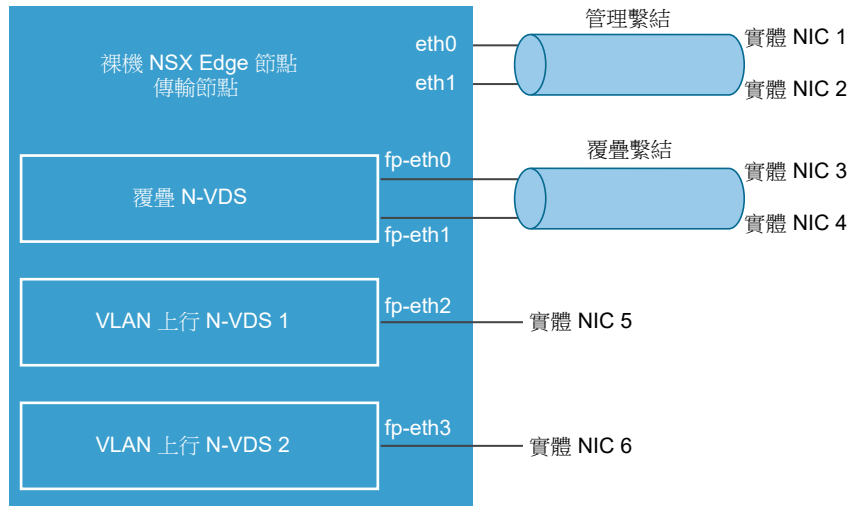 管理繫結
裸機 NSX Edge 節點
傳輸節點
eth0
實體 NIC 1
eth1
實體 NIC 2
覆疊繫結
覆疊 N-VDS
fp-eth0
實體 NIC 3
fp-eth1
實體 NIC 4
VLAN 上行 N-VDS 1
fp-eth2
實體 NIC 5
VLAN 上行 N-VDS 2
fp-eth3
實體 NIC 6